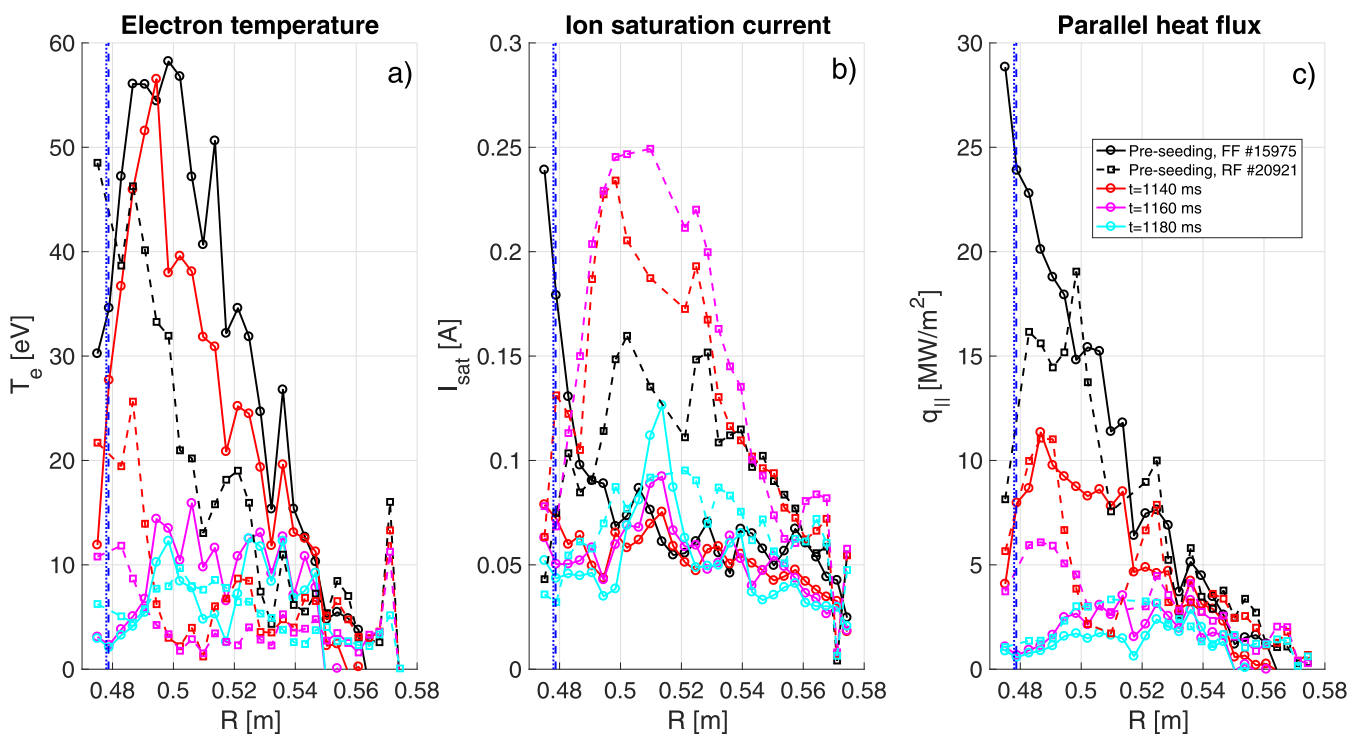 Electron temperature
a)
60
50
40
30
20
10
0
T_e [eV]
0.48 0.5 0.52 0.54 0.56 0.58
R [m]
Ion saturation current
b)
0.3
0.25
0.2
0.15
0.1
0.05
0
I_sat [A]
0.48 0.5 0.52 0.54 0.56 0.58
R [m]
Parallel heat flux
c)
30
25
20
15
10
5
0
q_|| [MW/m²]
Pre-seeding, FF #15975
Pre-seeding, RF #20921
t=1140 ms
t=1160 ms
t=1180 ms
0.48 0.5 0.52 0.54 0.56 0.58
R [m]